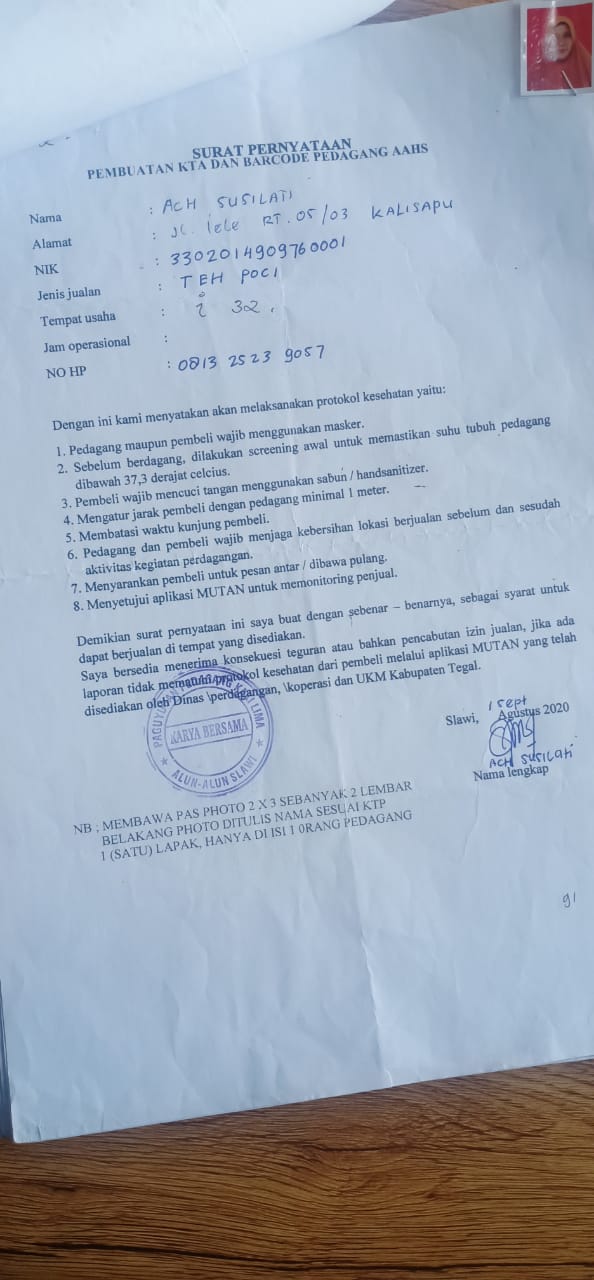 SURAT PERNYATAAN
PEMBUATAN KTA DAN BARCODE PEDAGANG AAHS
Nama : ACH SUSILATI
Alamat : Jl. lele RT. 05/03 KALISAPU
NIK : 3302014909760001
Jenis jualan : TEH POCI
Tempat usaha : 32.
Jam operasional :
NO HP : 0813 2523 9057
Dengan ini kami menyatakan akan melaksanakan protokol kesehatan yaitu:
1. Pedagang maupun pembeli wajib menggunakan masker.
2. Sebelum berdagang, dilakukan screening awal untuk memastikan suhu tubuh pedagang
dibawah 37,3 derajat celcius.
3. Pembeli wajib mencuci tangan menggunakan sabun / handsanitizer.
4. Mengatur jarak pembeli dengan pedagang minimal 1 meter.
5. Membatasi waktu kunjung pembeli.
6. Pedagang dan pembeli wajib menjaga kebersihan lokasi berjualan sebelum dan sesudah
aktivitas kegiatan perdagangan.
7. Menyarankan pembeli untuk pesan antar / dibawa pulang.
8. Menyetujui aplikasi MUTAN untuk memonitoring penjual.
Demikian surat pernyataan ini saya buat dengan sebenar – benarnya, sebagai syarat untuk
dapat berjualan di tempat yang disediakan.
Saya bersedia menerima konsekuesi teguran atau bahkan pencabutan izin jualan, jika ada
laporan tidak mematuhi protokol kesehatan dari pembeli melalui aplikasi MUTAN yang telah
disediakan oleh Dinas \perdagangan, \koperasi dan UKM Kabupaten Tegal.
1 Sept
Slawi, Agustus 2020
ACH SUSILATI
Nama lengkap
PAGUYUBAN PEDAGANG KAKI LIMA
KARYA BERSAMA
ALUN-ALUN SLAWI
NB : MEMBAWA PAS PHOTO 2 X 3 SEBANYAK 2 LEMBAR
BELAKANG PHOTO DITULIS NAMA SESUAI KTP
1 (SATU) LAPAK, HANYA DI ISI 1 0RANG PEDAGANG
91